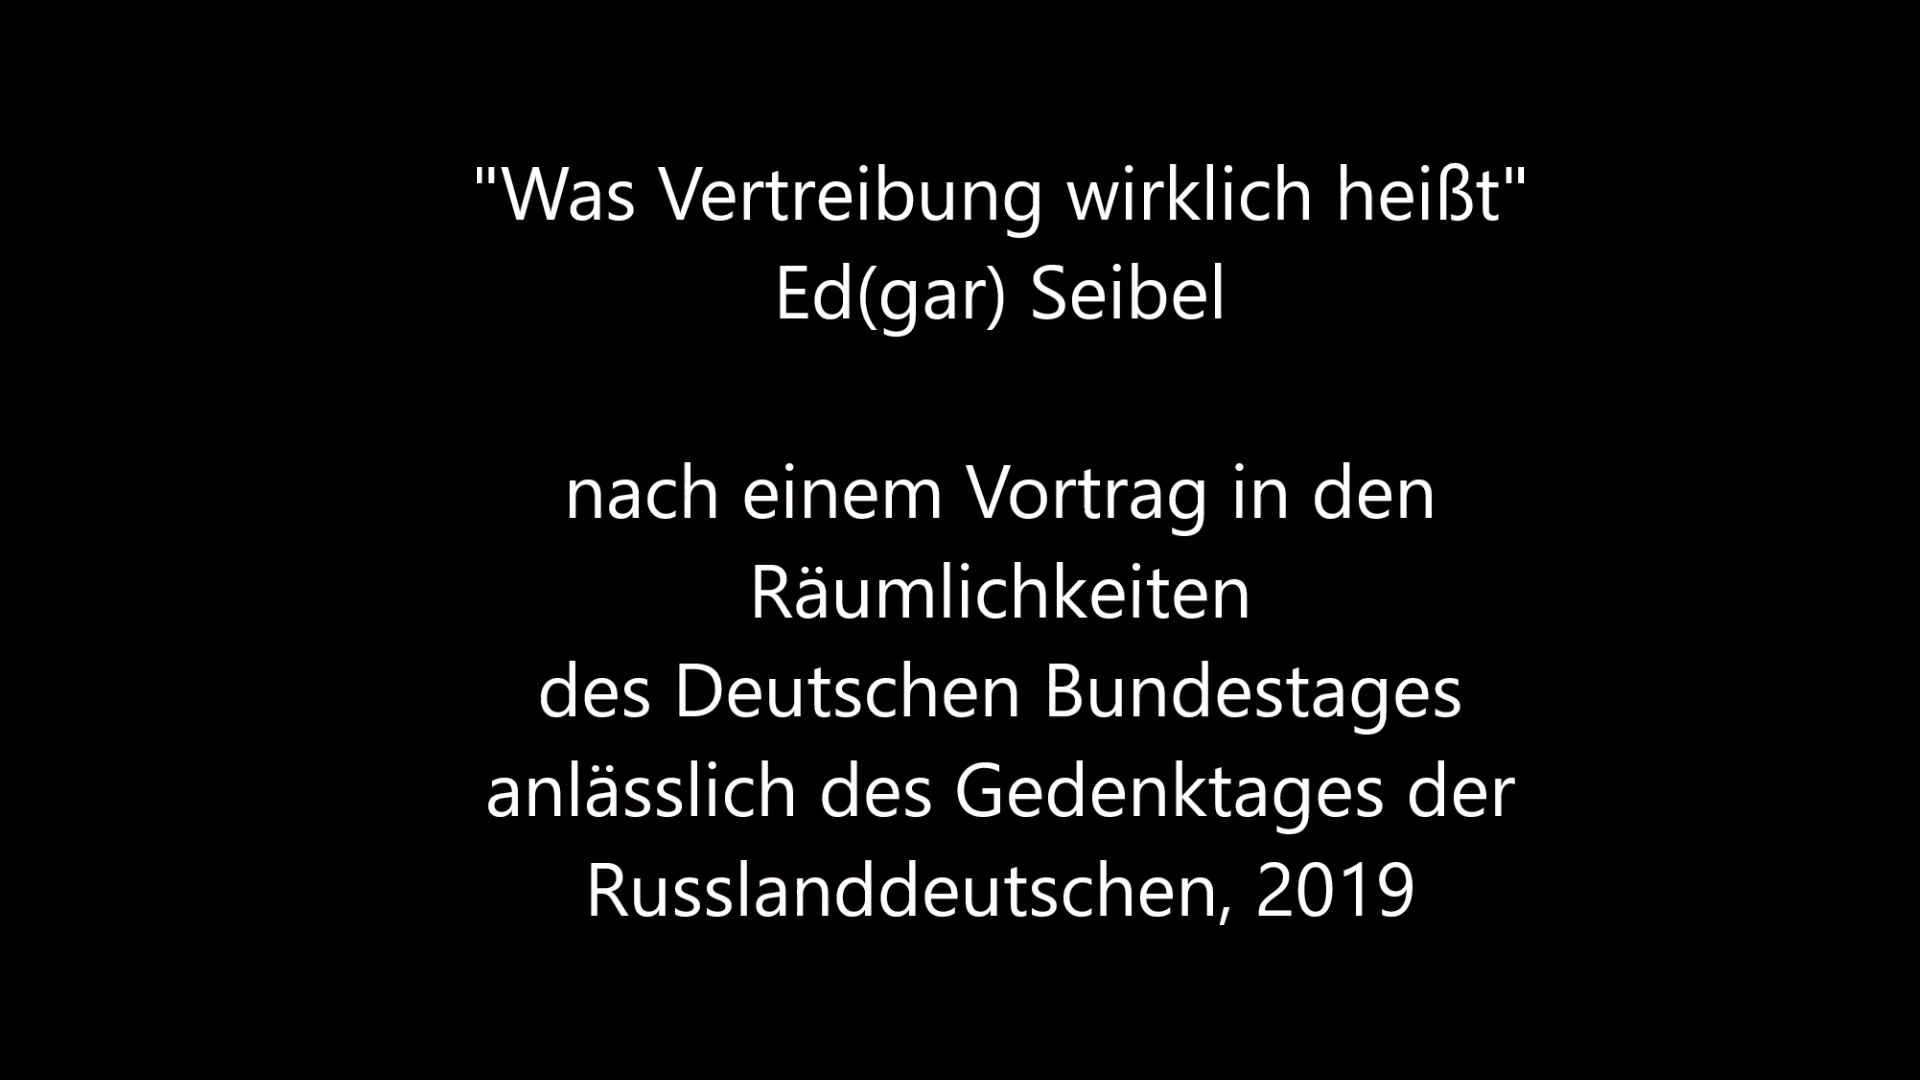 "Was Vertreibung wirklich heißt"
Ed(gar) Seibel
nach einem Vortrag in den
Räumlichkeiten
des Deutschen Bundestages
anlässlich des Gedenktages der
Russlanddeutschen, 2019